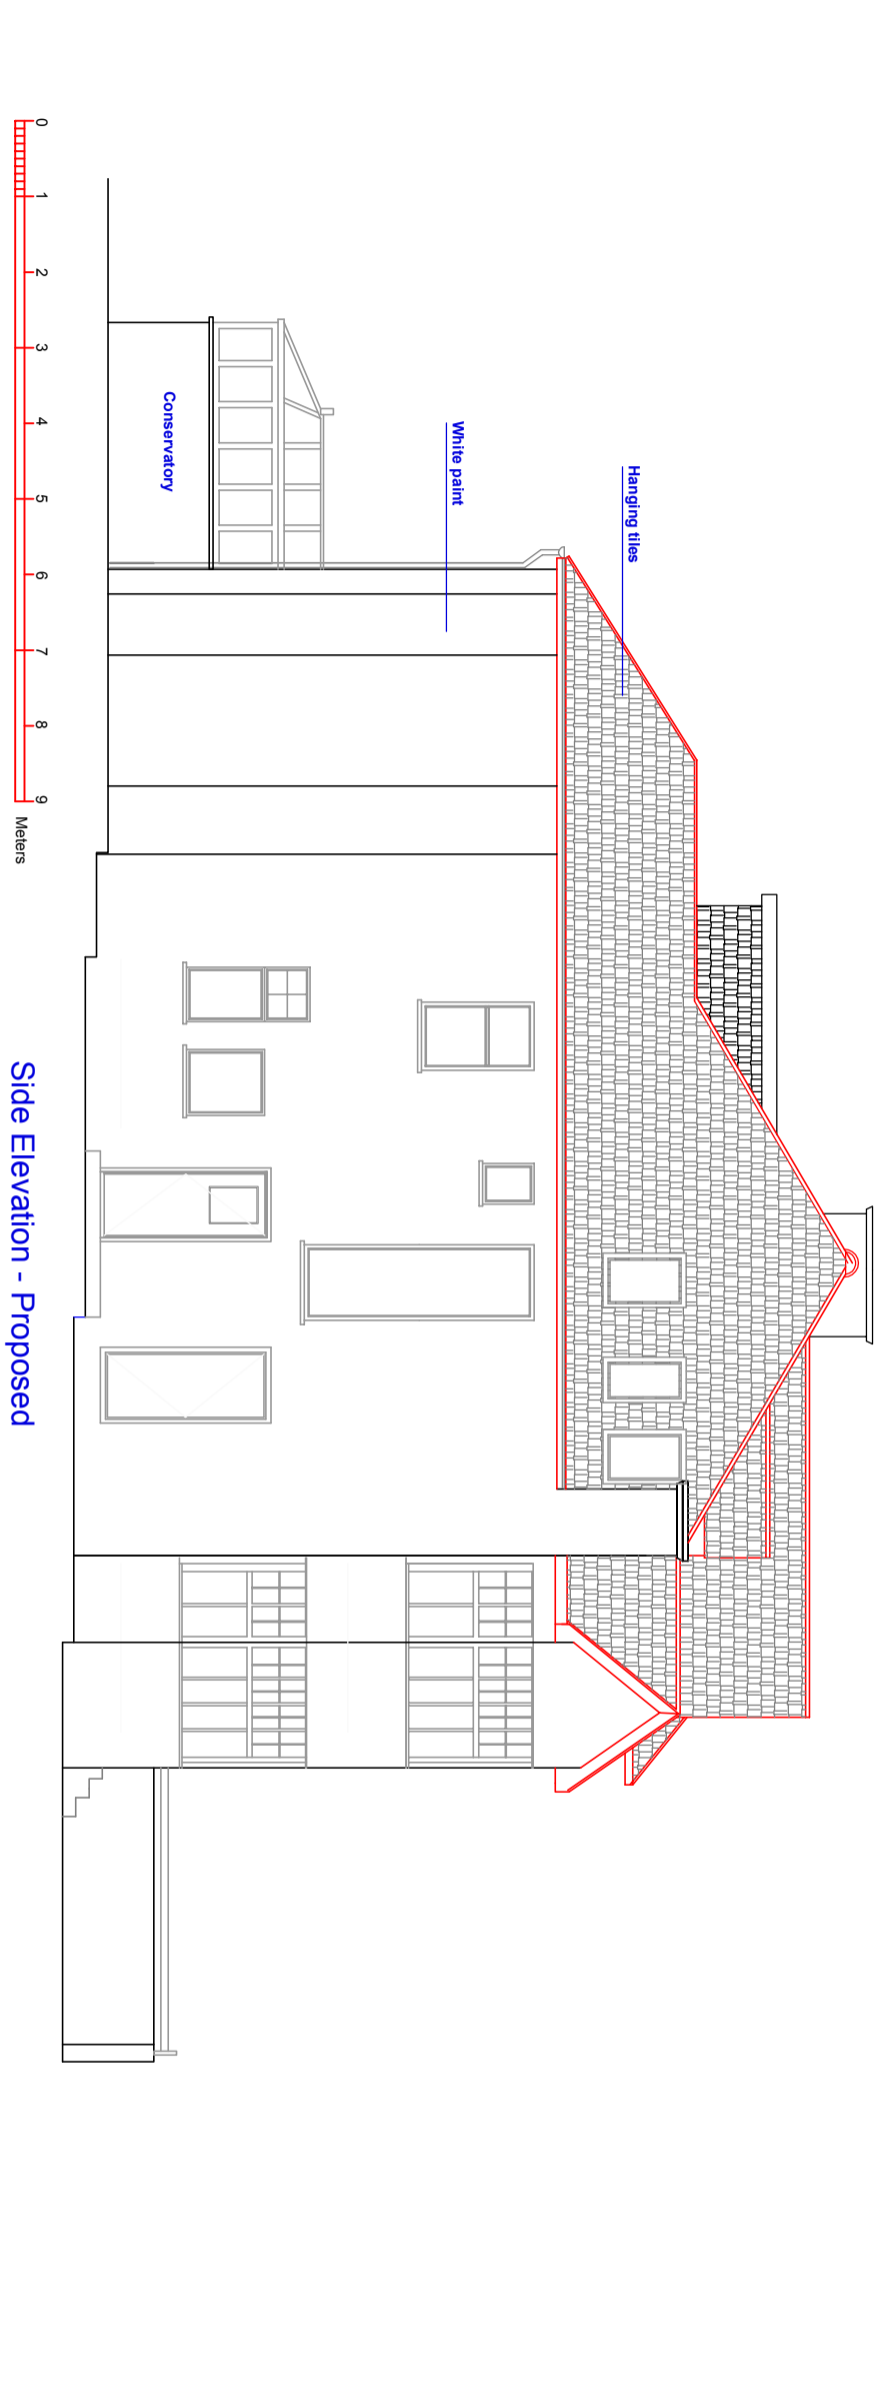 Hanging tiles
White paint
Conservatory
0 1 2 3 4 5 6 7 8 9
Meters
Side Elevation - Proposed